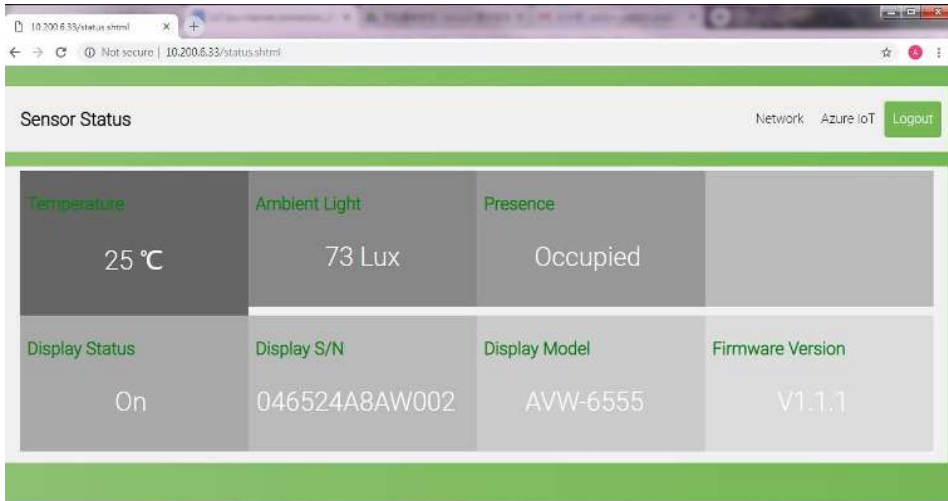 10.200.6.33/status.shtml
Not secure | 10.200.6.33/status.shtml
Sensor Status
Network Azure IoT Logout
Temperature Ambient Light Presence
25 ℃ 73 Lux Occupied
Display Status Display S/N Display Model Firmware Version
On 046524A8AW002 AVW-6555 V1.1.1